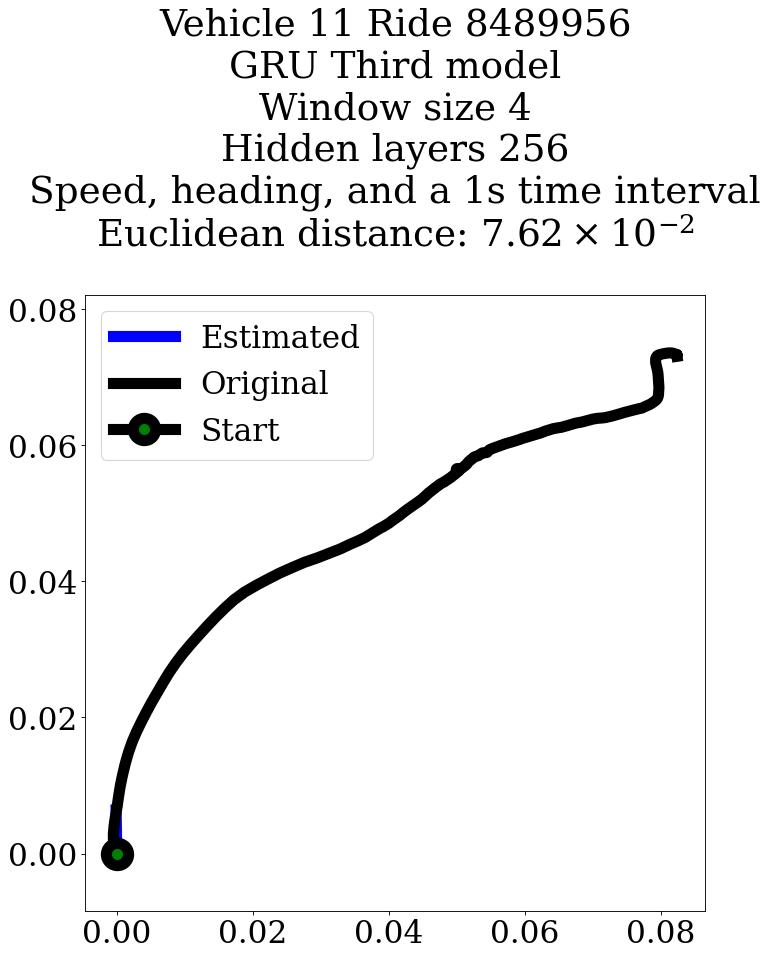 Vehicle 11 Ride 8489956
GRU Third model
Window size 4
Hidden layers 256
Speed, heading, and a 1s time interval
Euclidean distance: 7.62 × 10⁻²
0.08
Estimated
Original
Start
0.06
0.04
0.02
0.00
0.00 0.02 0.04 0.06 0.08